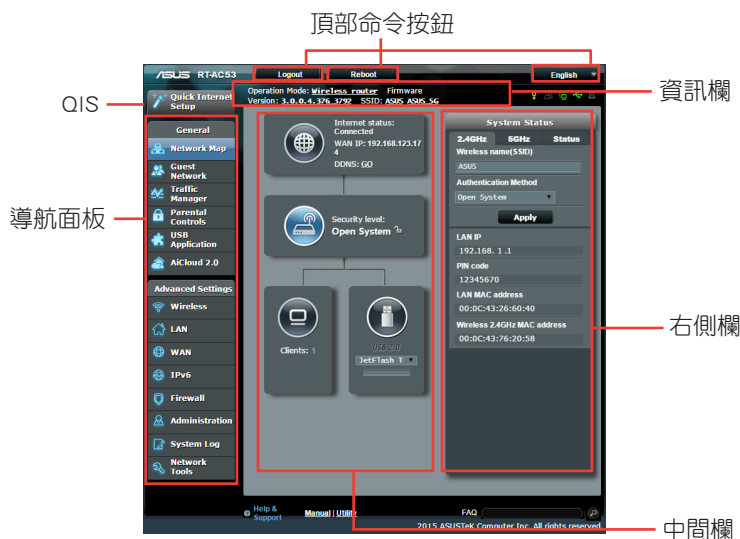 頂部命令按鈕
ASUS RT-AC53 Logout Reboot English
資訊欄
QIS
Quick Internet Setup
Operation Mode: Wireless router Firmware
Version: 3.0.0.4.376_3792 SSID: ASUS ASUS_5G
導航面板
General
Network Map
Guest Network
Traffic Manager
Parental Controls
USB Application
AiCloud 2.0
Advanced Settings
Wireless
LAN
WAN
IPv6
Firewall
Administration
System Log
Network Tools
Internet status:
Connected
WAN IP: 192.168.123.17
4
DDNS: GO
Security level:
Open System
Clients: 1
USB 2.0
JetFlash T
System Status
2.4GHz 5GHz Status
Wireless name(SSID)
ASUS
Authentication Method
Open System
Apply
LAN IP
192.168. 1 .1
PIN code
12345670
LAN MAC address
00:0C:43:26:60:40
Wireless 2.4GHz MAC address
00:0C:43:76:20:58
右側欄
Help & Support Manual | Utility FAQ
2015 ASUSTeK Computer Inc. All rights reserved
中間欄